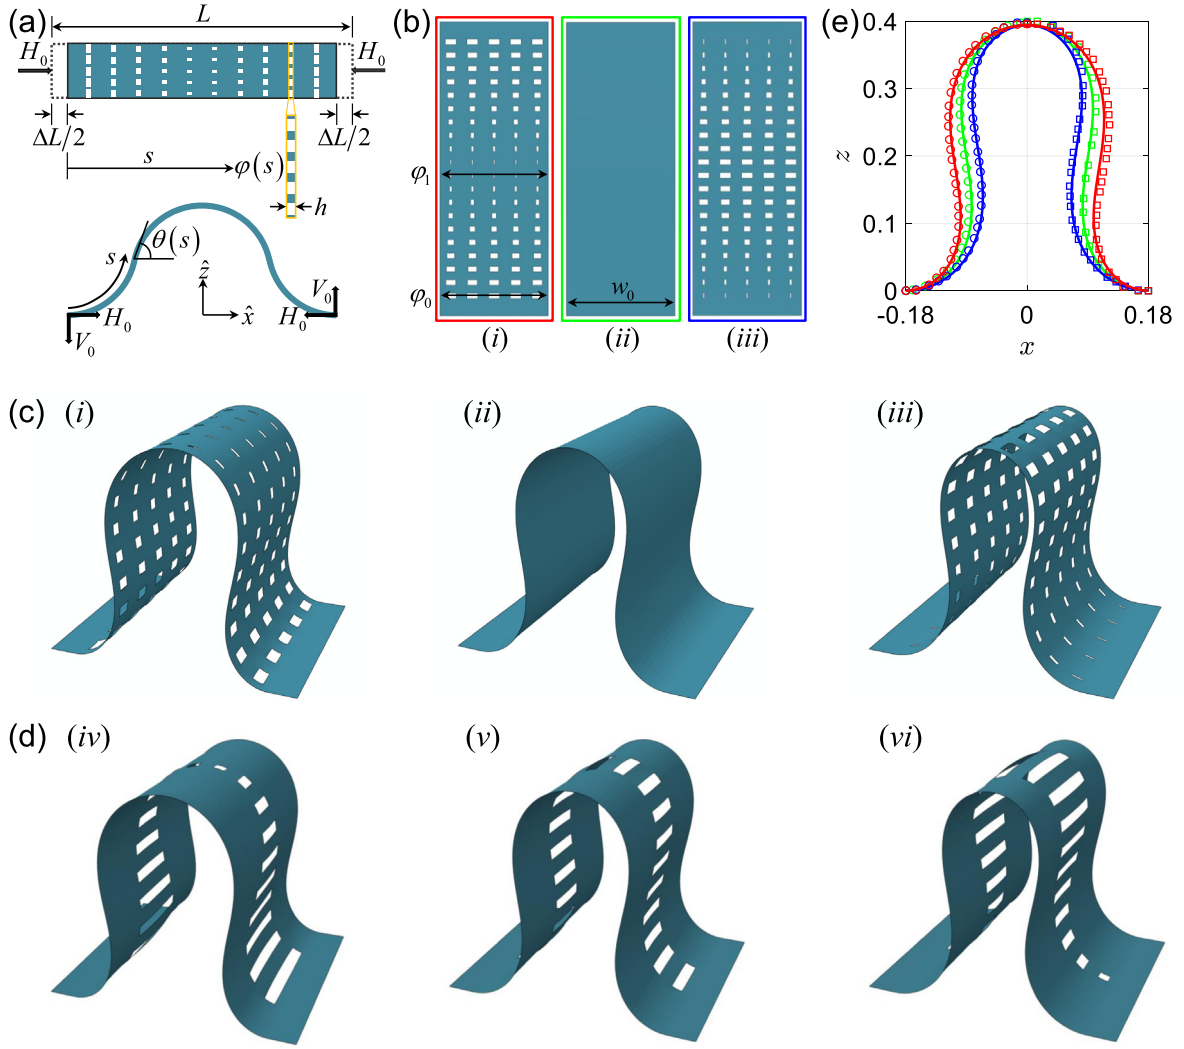 (a)
L
H₀
H₀
ΔL/2
ΔL/2
s
φ(s)
h
s
θ(s)
ẑ
x̂
V₀
H₀
H₀
V₀
(b)
φ₁
φ₀
w₀
(i)
(ii)
(iii)
(e)
0.4
0.3
z
0.2
0.1
0
-0.18
0
0.18
x
(c)
(i)
(ii)
(iii)
(d)
(iv)
(v)
(vi)